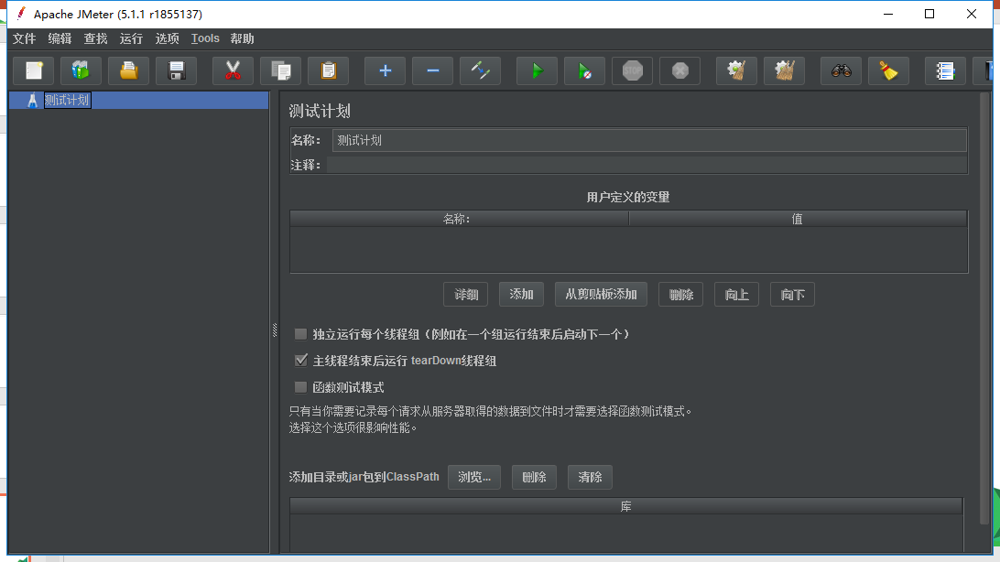 Apache JMeter (5.1.1 r1855137)
文件 编辑 查找 运行 选项 Tools 帮助
STOP
测试计划
测试计划
名称： 测试计划
注释：
用户定义的变量
名称： 值
详细 添加 从剪贴板添加 删除 向上 向下
独立运行每个线程组（例如在一个组运行结束后启动下一个）
主线程结束后运行 tearDown线程组
函数测试模式
只有当你需要记录每个请求从服务器取得的数据到文件时才需要选择函数测试模式。
选择这个选项很影响性能。
添加目录或jar包到ClassPath 浏览... 删除 清除
库